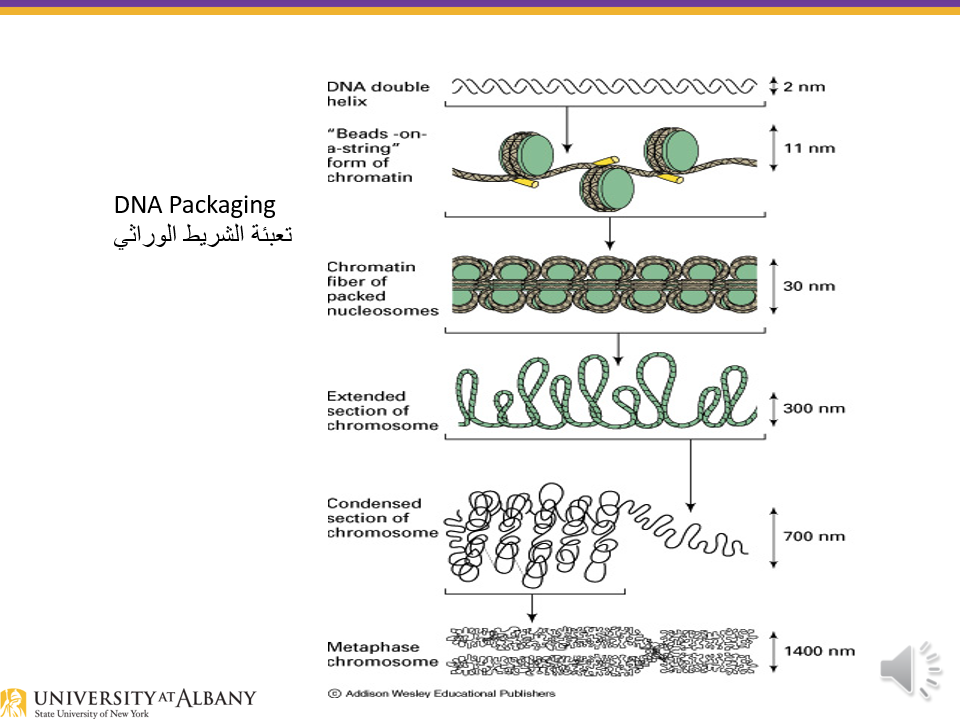 DNA Packaging
تعبئة الشريط الوراثي
DNA double
helix
2 nm
"Beads -on-
a-string"
form of
chromatin
11 nm
Chromatin
fiber of
packed
nucleosomes
30 nm
Extended
section of
chromosome
300 nm
Condensed
section of
chromosome
700 nm
Metaphase
chromosome
1400 nm
© Addison Wesley Educational Publishers
UNIVERSITY AT ALBANY
State University of New York